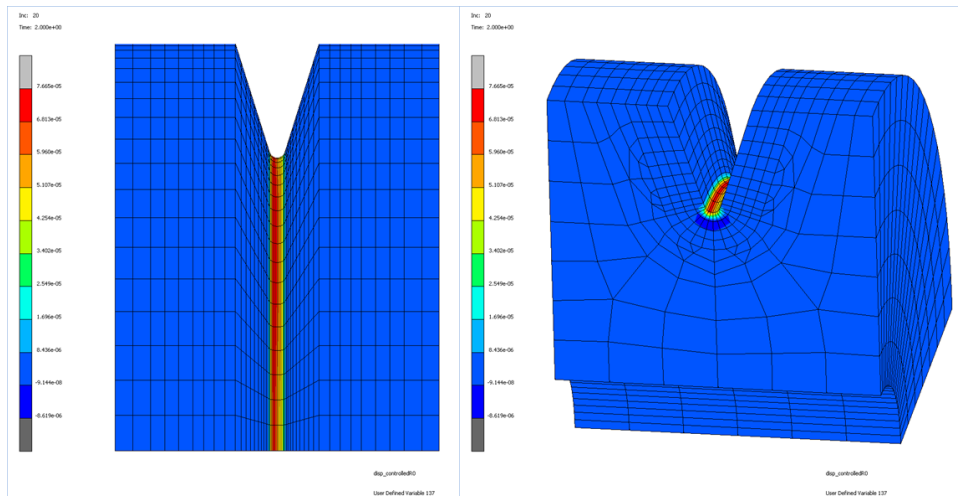 Inc: 20
Time: 2.000e+00
7.665e-05
6.813e-05
5.960e-05
5.107e-05
4.254e-05
3.402e-05
2.549e-05
1.696e-05
8.436e-06
-9.144e-08
-8.619e-06
disp_controlledR0
User Defined Variable 137
Inc: 20
Time: 2.000e+00
7.665e-05
6.813e-05
5.960e-05
5.107e-05
4.254e-05
3.402e-05
2.549e-05
1.696e-05
8.436e-06
-9.144e-08
-8.619e-06
disp_controlledR0
User Defined Variable 137